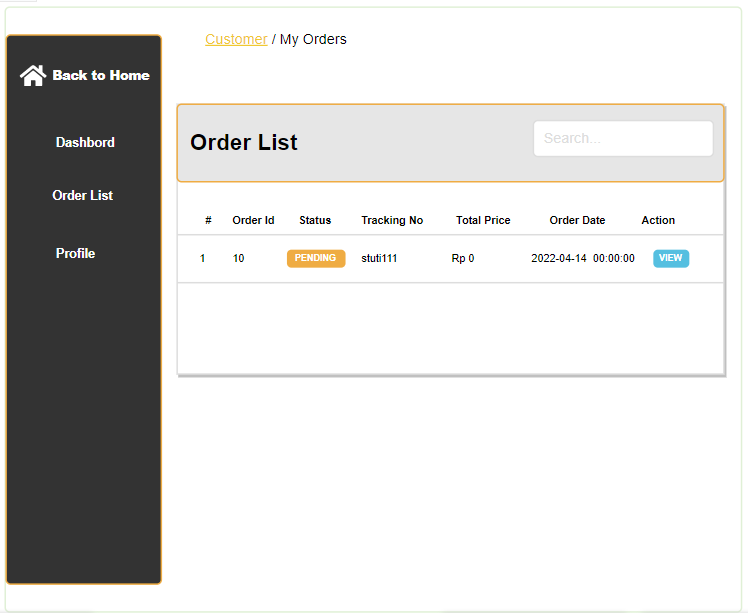 Customer / My Orders
Back to Home
Dashbord
Order List
Profile
Order List
Search...
# Order Id Status Tracking No Total Price Order Date Action
1 10 PENDING stuti111 Rp 0 2022-04-14 00:00:00 VIEW